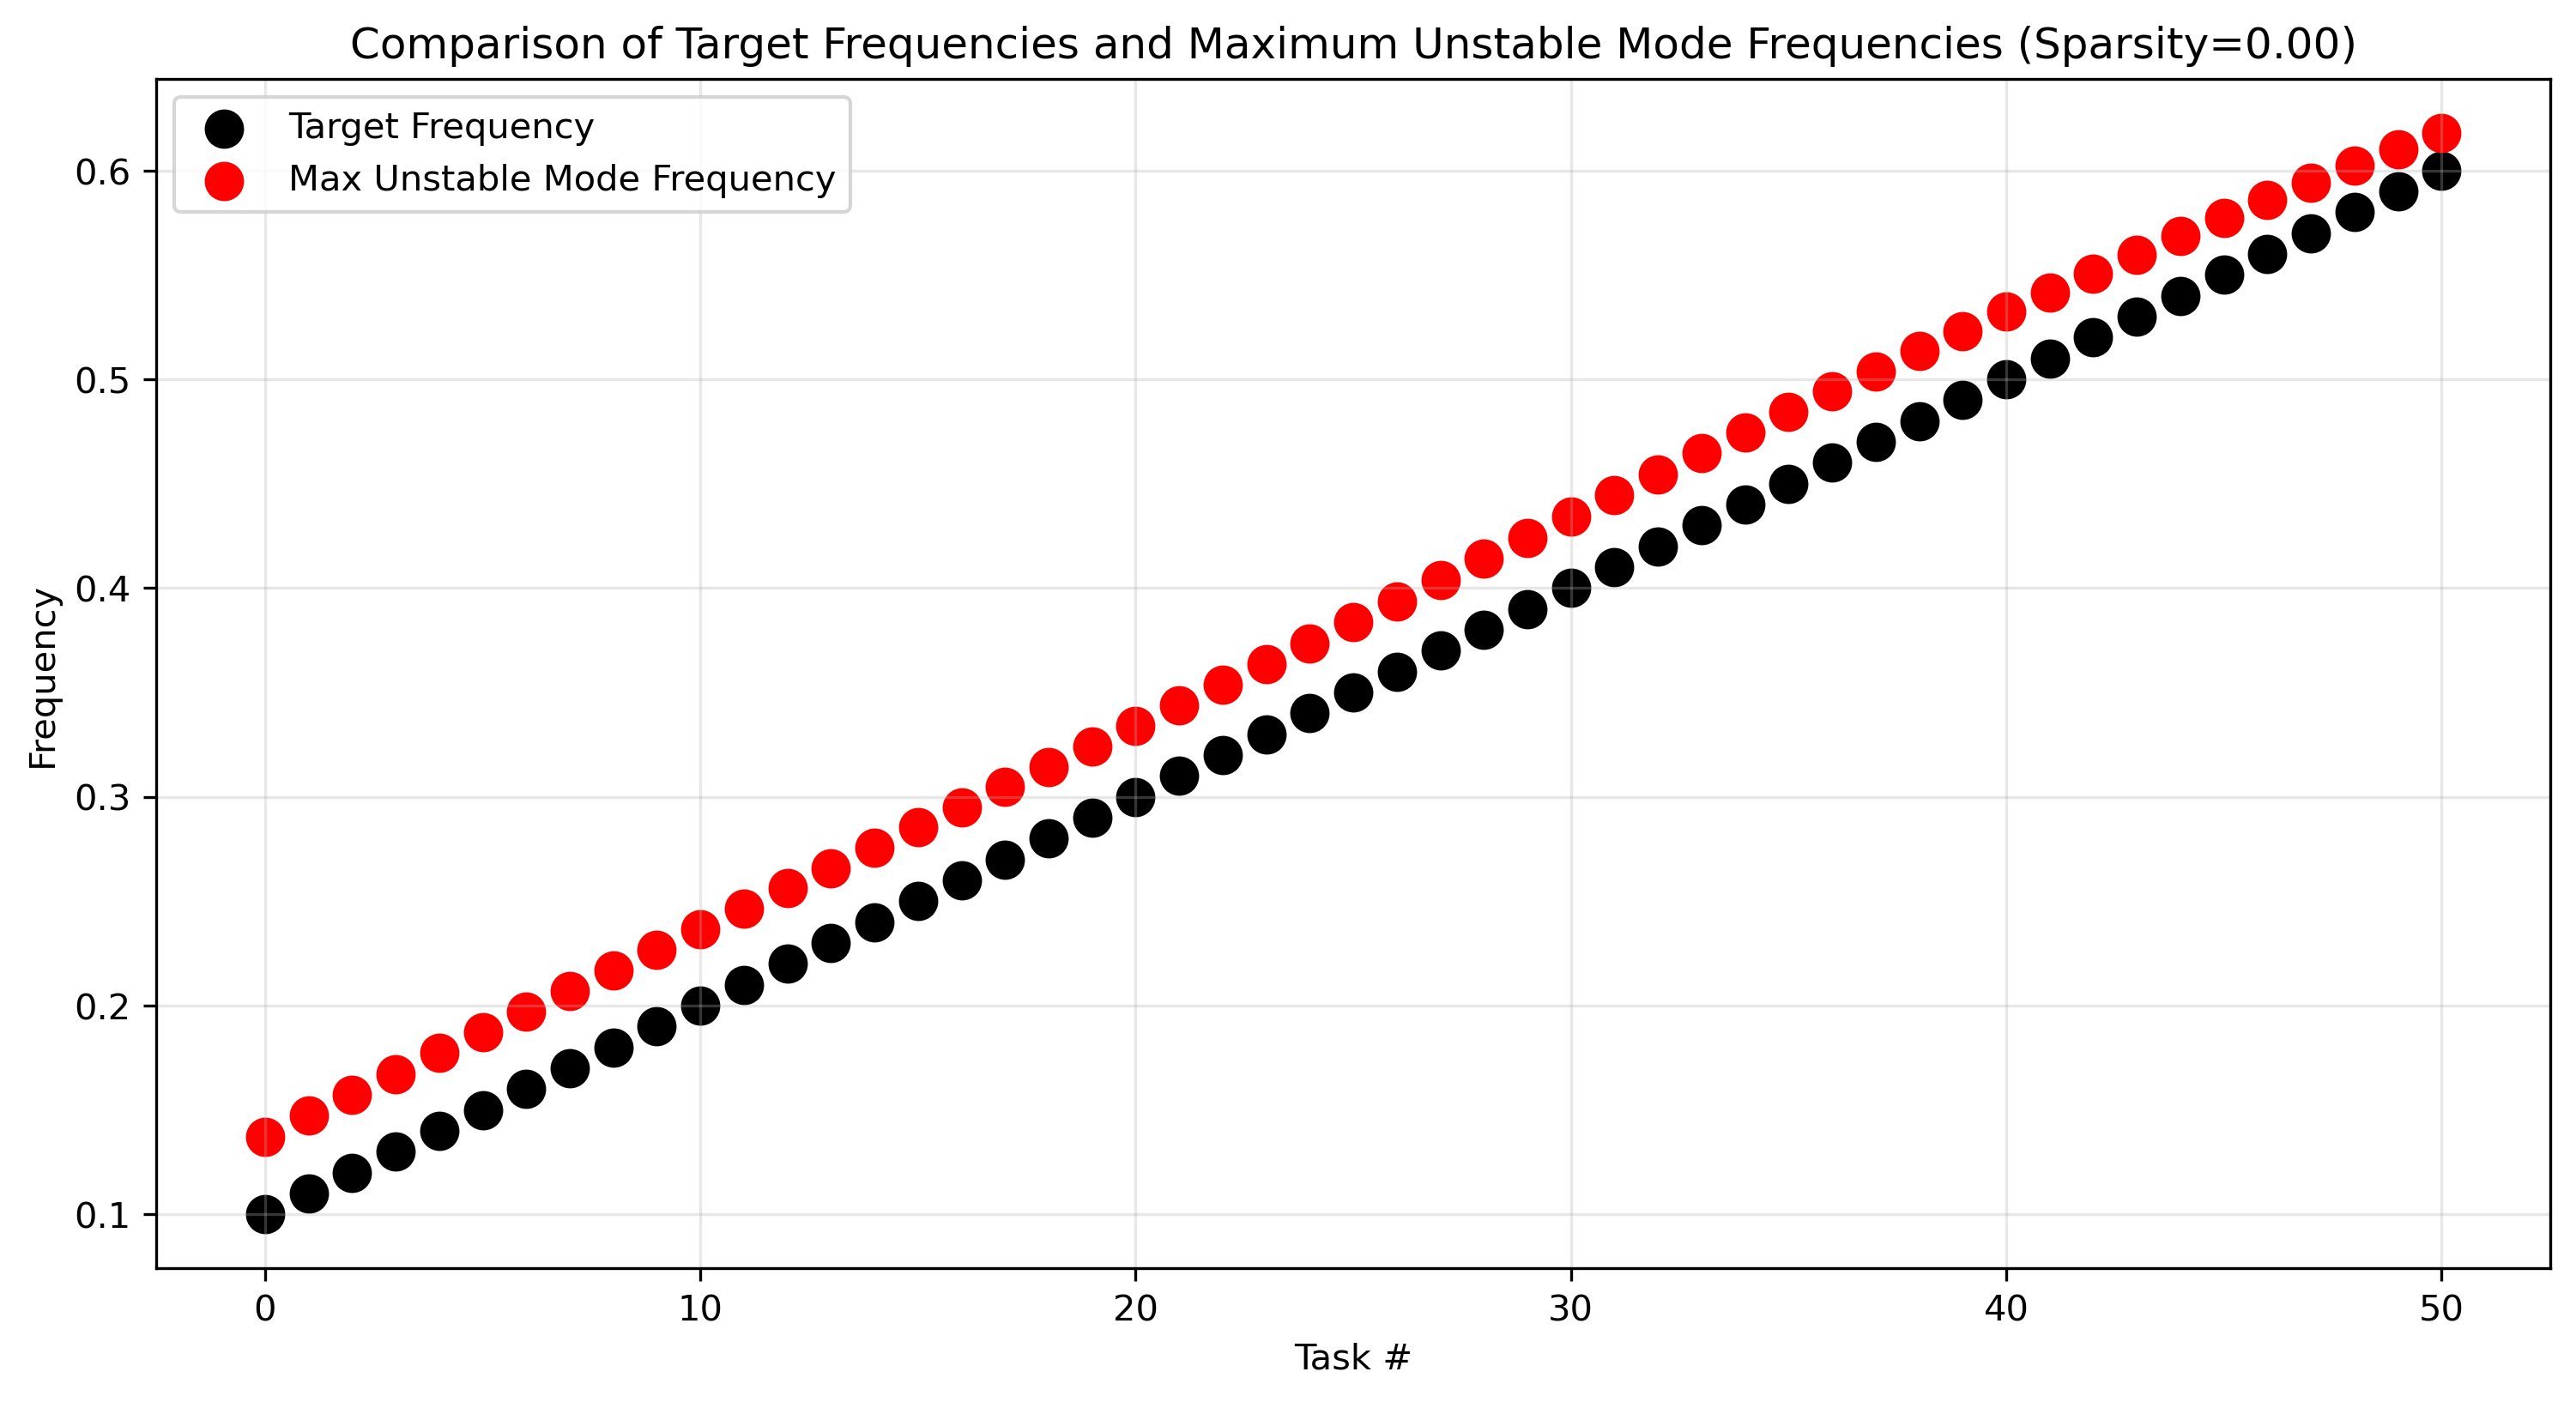 Comparison of Target Frequencies and Maximum Unstable Mode Frequencies (Sparsity=0.00)
Target Frequency
Max Unstable Mode Frequency
Frequency
0.6
0.5
0.4
0.3
0.2
0.1
0 10 20 30 40 50
Task #